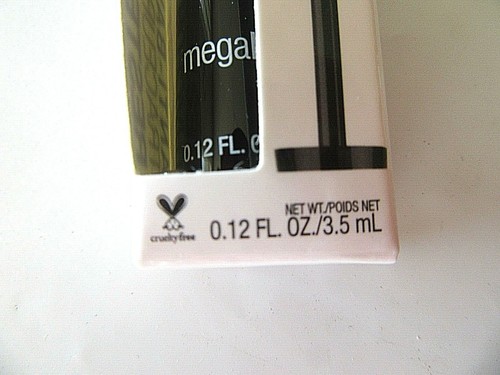 megal
0.12 FL. O
cruelty free
NET WT./POIDS NET
0.12 FL. OZ./3.5 mL